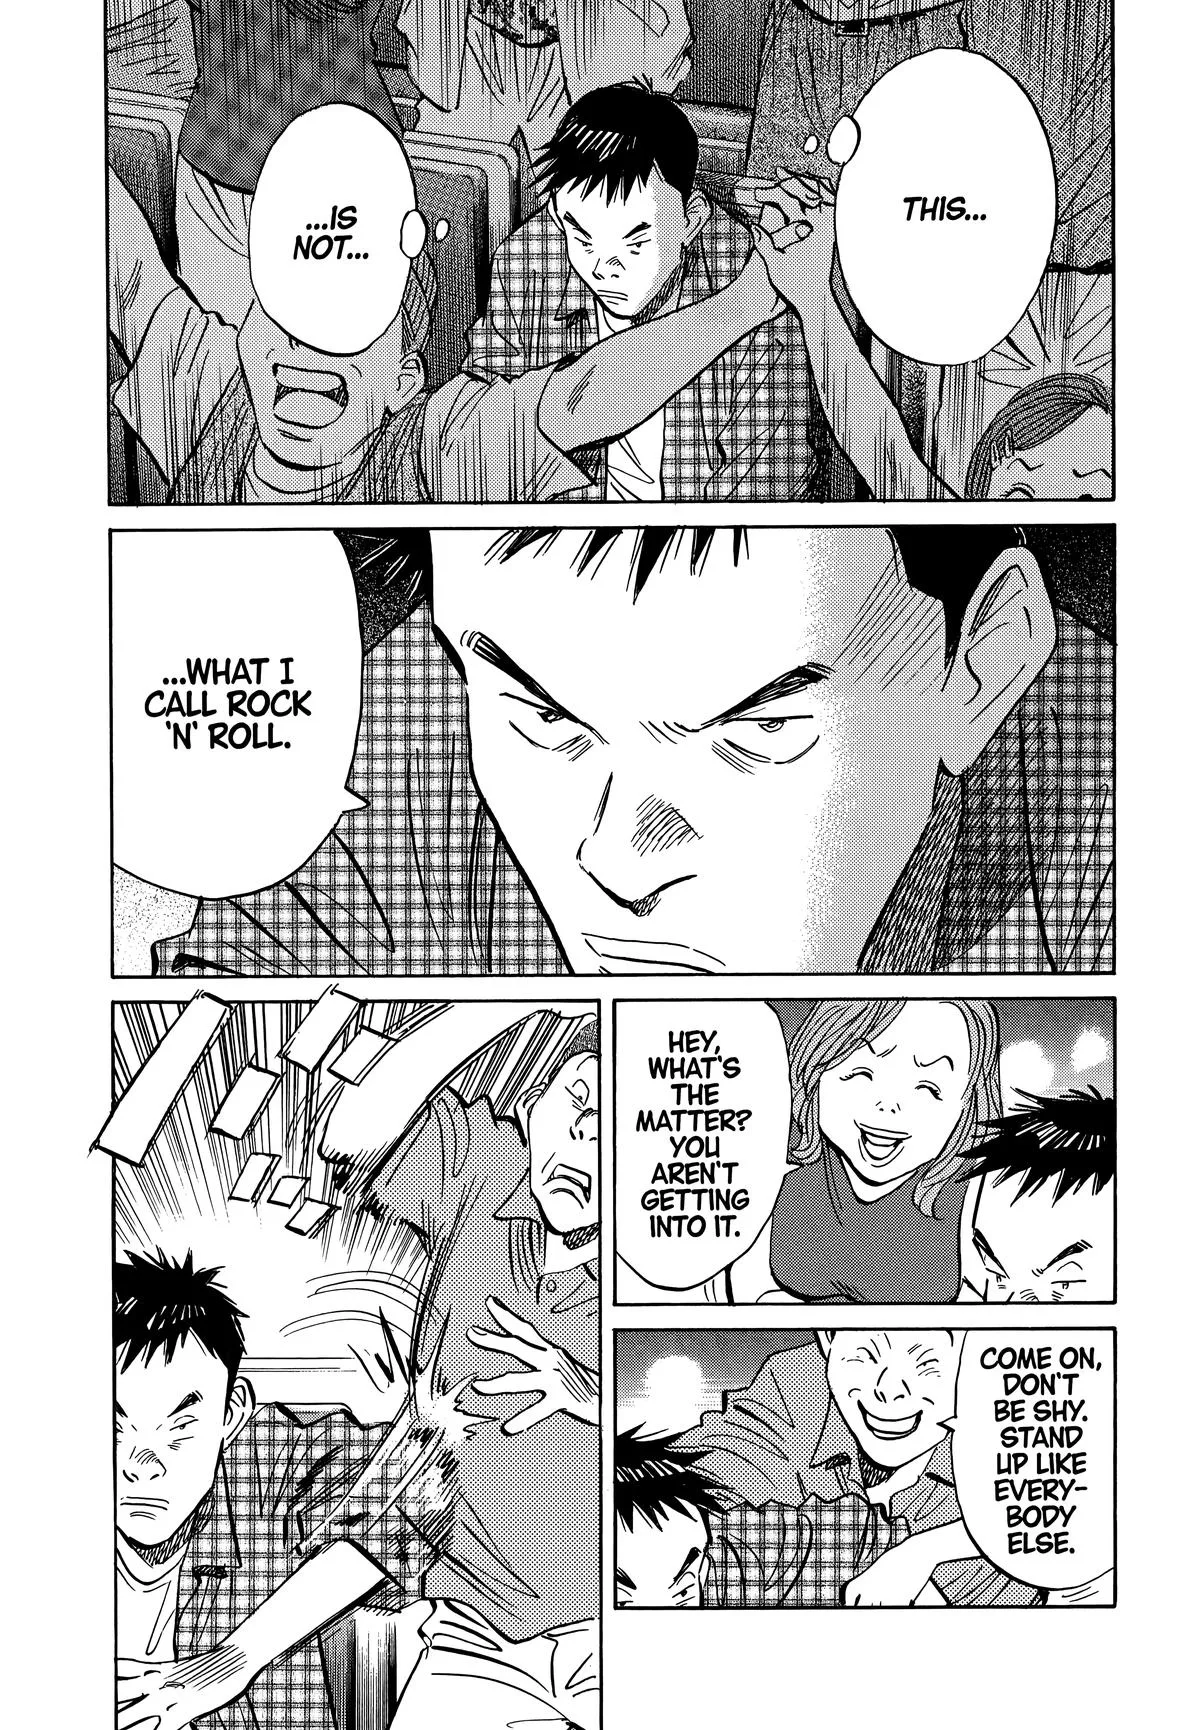 THIS...
...IS
NOT...
...WHAT I
CALL ROCK
'N' ROLL.
HEY,
WHAT'S
THE
MATTER?
YOU
AREN'T
GETTING
INTO IT.
COME ON,
DON'T
BE SHY.
STAND
UP LIKE
EVERY-
BODY
ELSE.